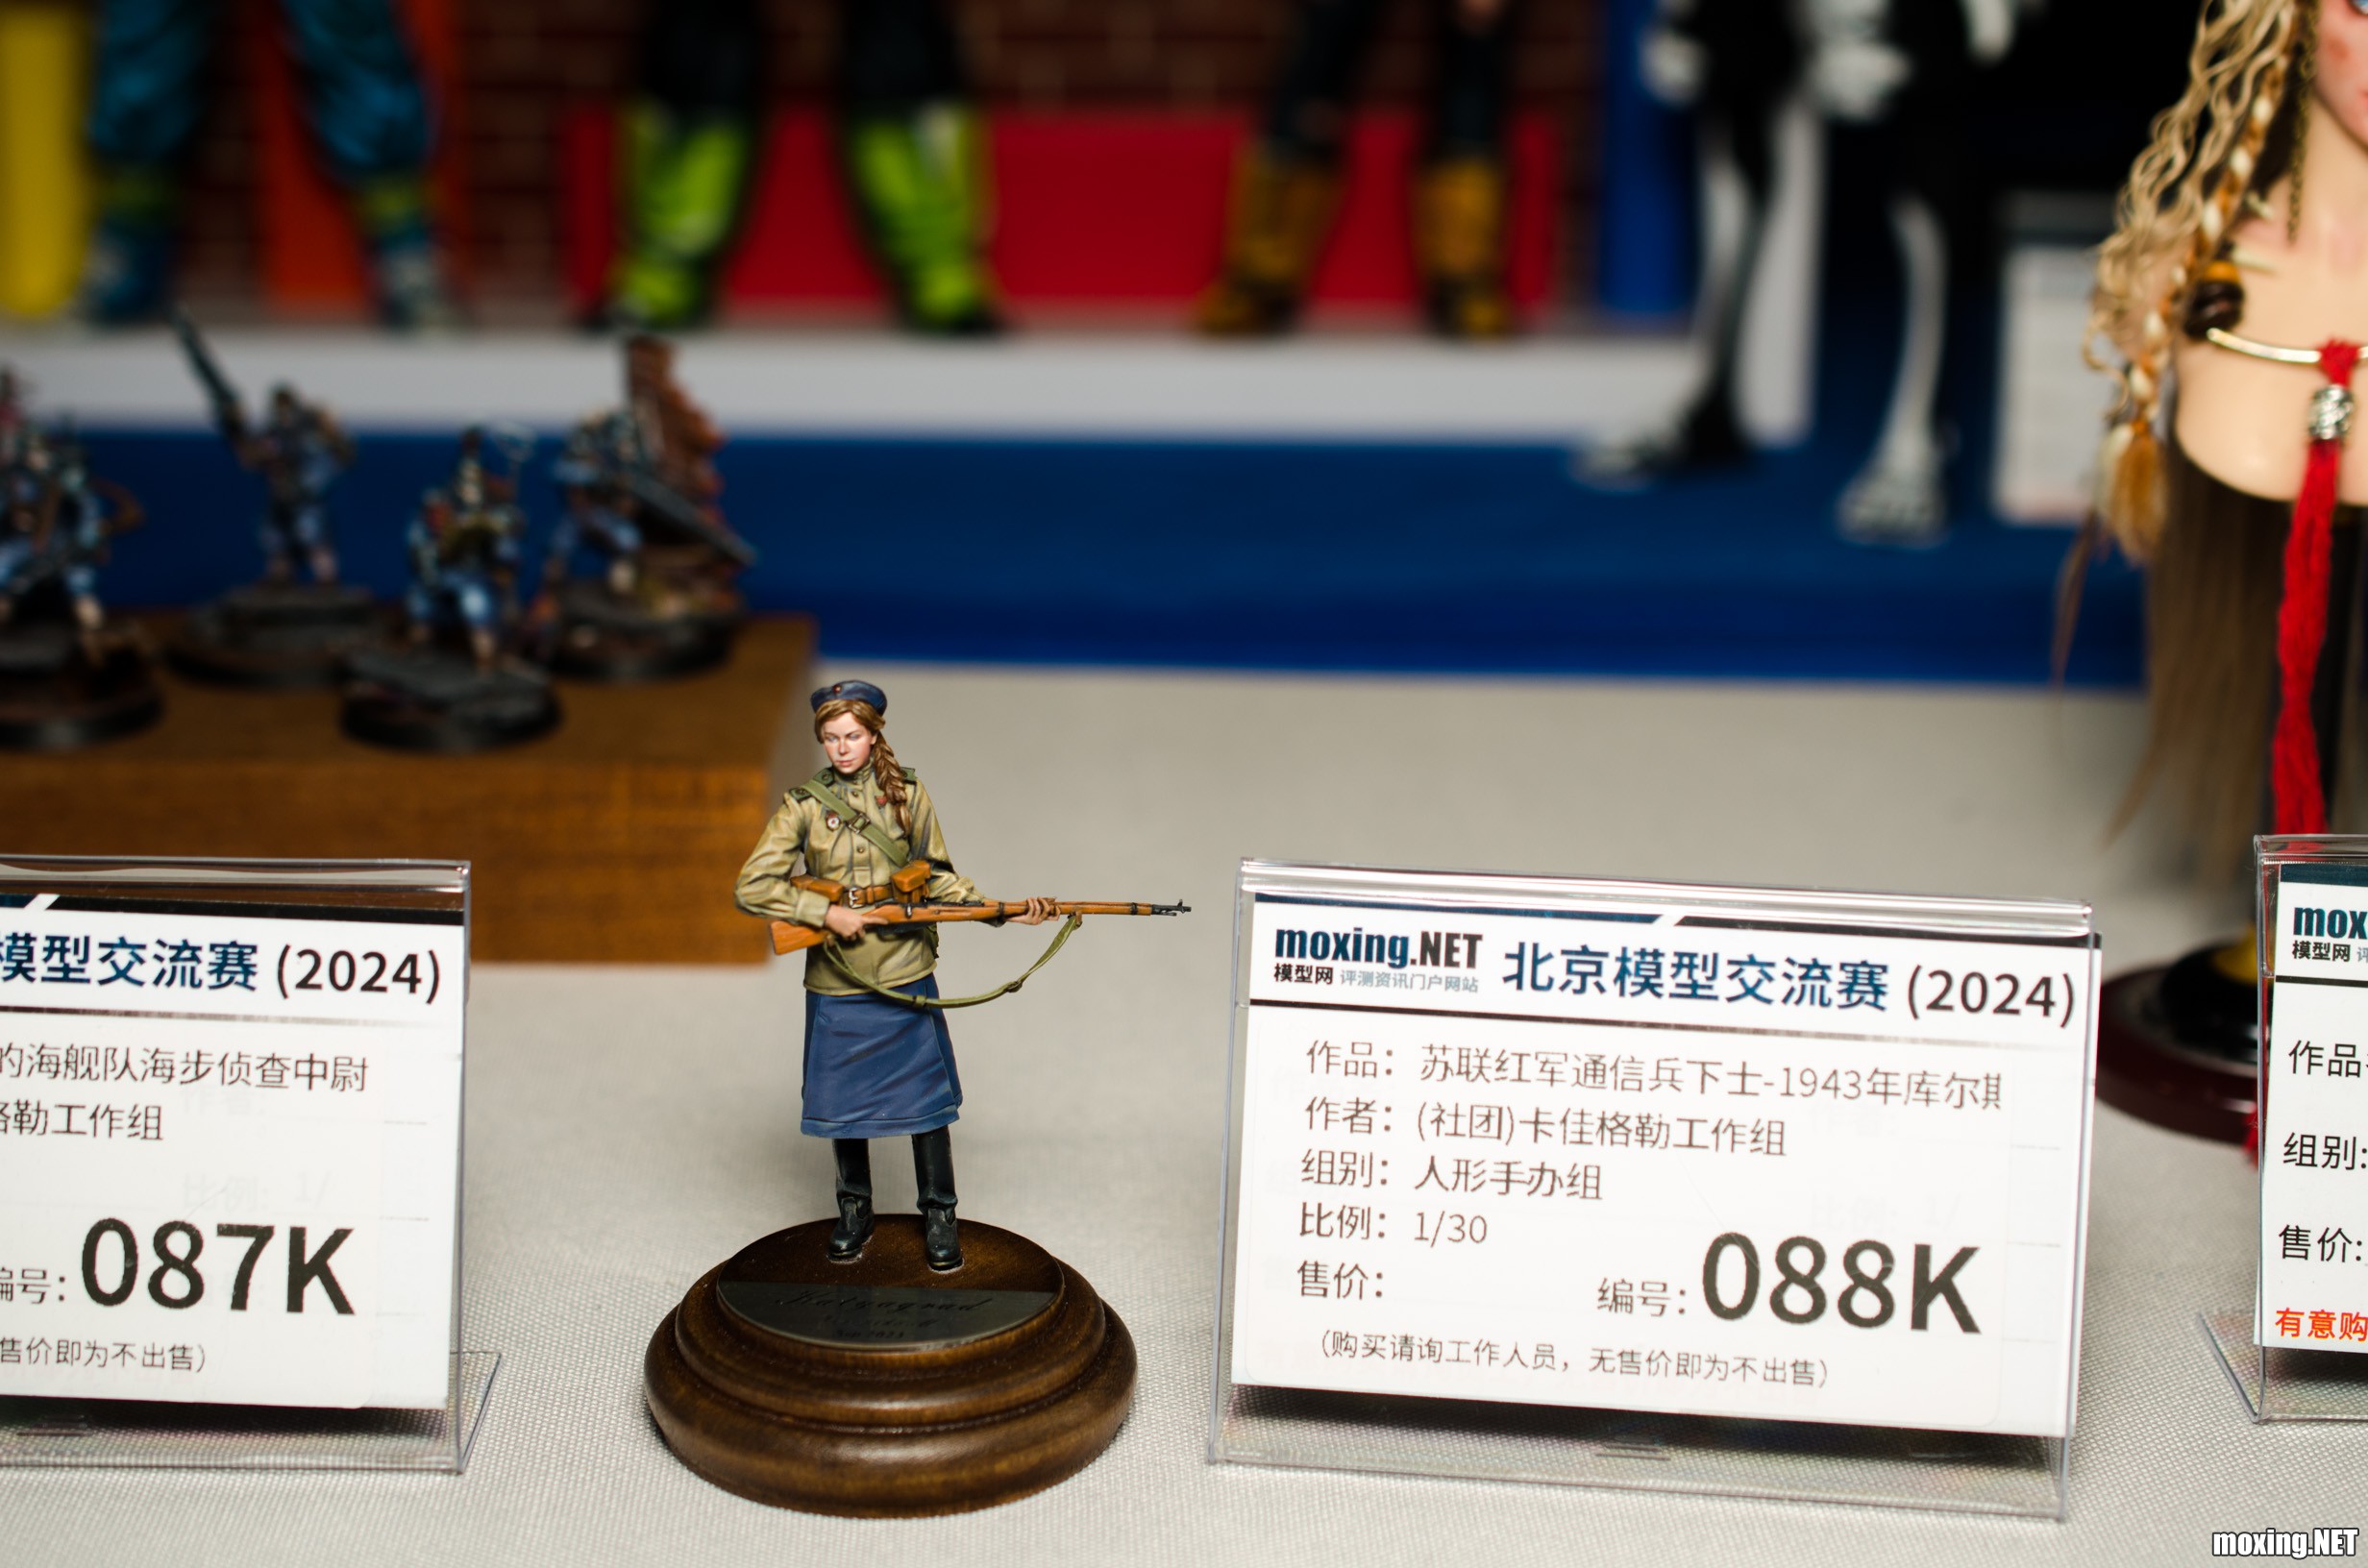 模型交流赛 (2024)
的海舰队海步侦查中尉
格勒工作组
编号: 087K
售价即为不出售)
moxing.NET
模型网 评测资讯门户网站
北京模型交流赛 (2024)
作品: 苏联红军通信兵下士-1943年库尔斯
作者: (社团)卡佳格勒工作组
组别: 人形手办组
比例: 1/30
售价:
编号: 088K
(购买请询工作人员，无售价即为不出售)
Katyagrad
mox
模型网 评
作品:
组别:
售价:
有意购
moxing.NET